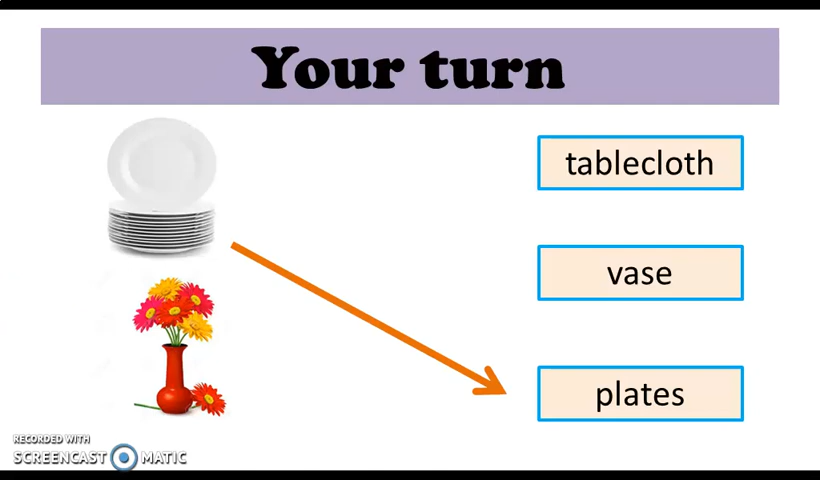 Your turn
tablecloth
vase
plates
RECORDED WITH
SCREENCAST MATIC